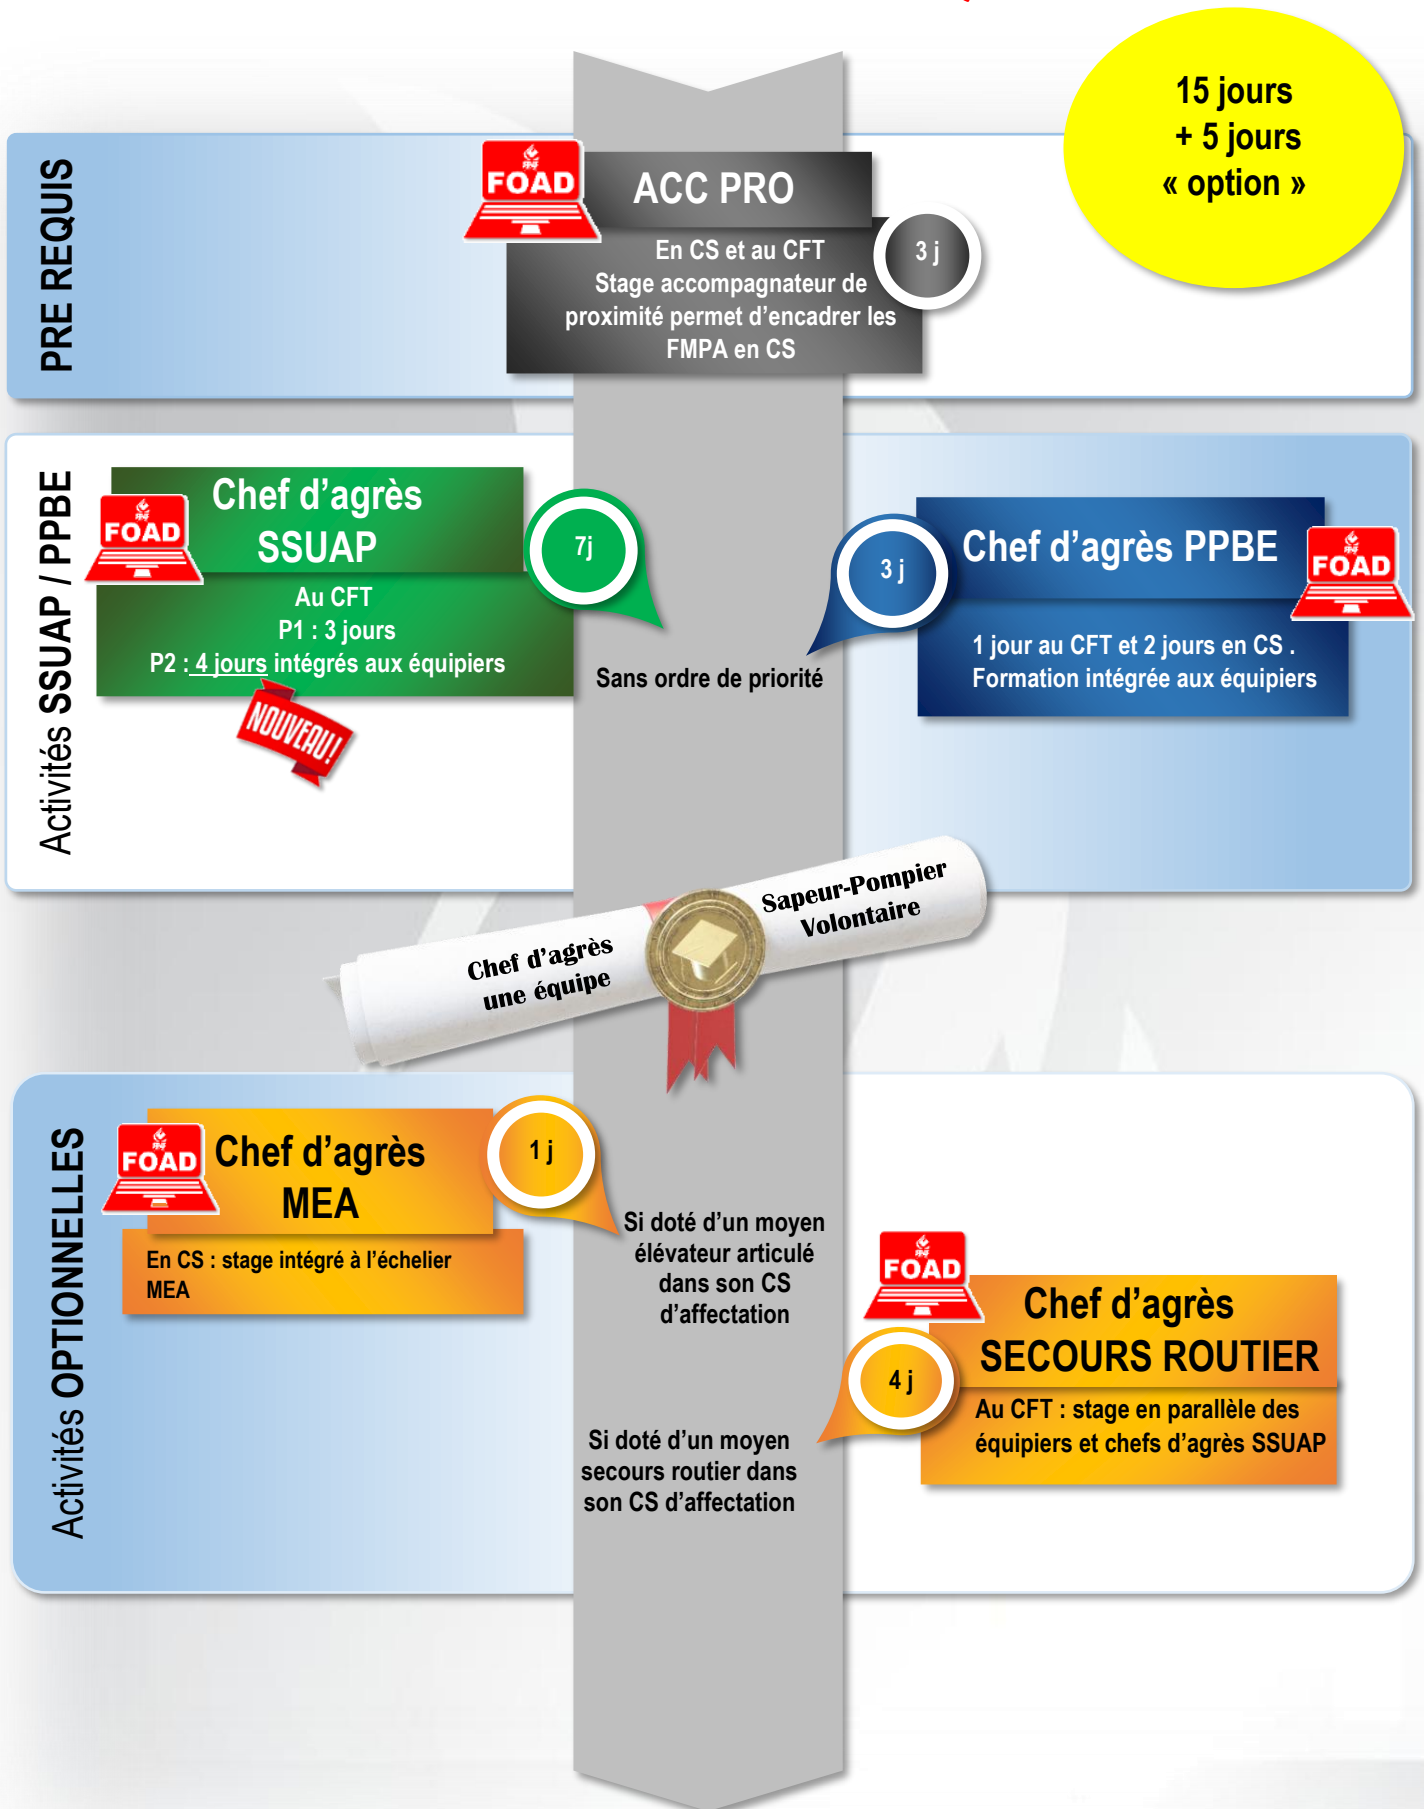 15 jours
+ 5 jours
« option »
PRE REQUIS
FOAD
ACC PRO
3 j
En CS et au CFT
Stage accompagnateur de
proximité permet d'encadrer les
FMPA en CS
Activités SSUAP / PPBE
FOAD
Chef d'agrès
SSUAP
7j
Au CFT
P1 : 3 jours
P2 : 4 jours intégrés aux équipiers
NOUVEAU!
Sans ordre de priorité
3 j
Chef d'agrès PPBE
FOAD
1 jour au CFT et 2 jours en CS .
Formation intégrée aux équipiers
Chef d'agrès
une équipe
Sapeur-Pompier
Volontaire
Activités OPTIONNELLES
FOAD
Chef d'agrès
MEA
1 j
En CS : stage intégré à l'échelier
MEA
Si doté d'un moyen
élévateur articulé
dans son CS
d'affectation
FOAD
Chef d'agrès
SECOURS ROUTIER
4 j
Au CFT : stage en parallèle des
équipiers et chefs d'agrès SSUAP
Si doté d'un moyen
secours routier dans
son CS d'affectation